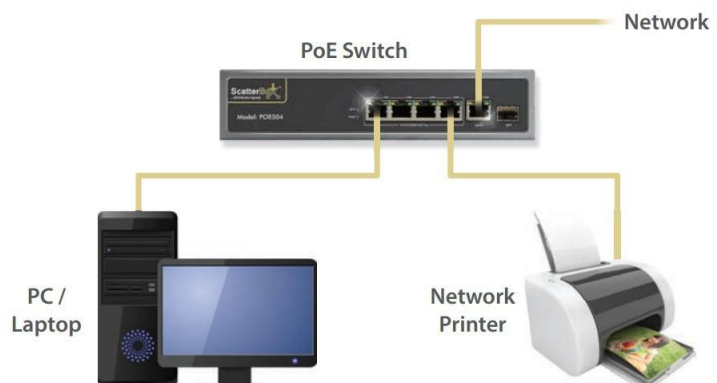 Network
PoE Switch
ScatterBox
Model: POE504
PC /
Laptop
Network
Printer